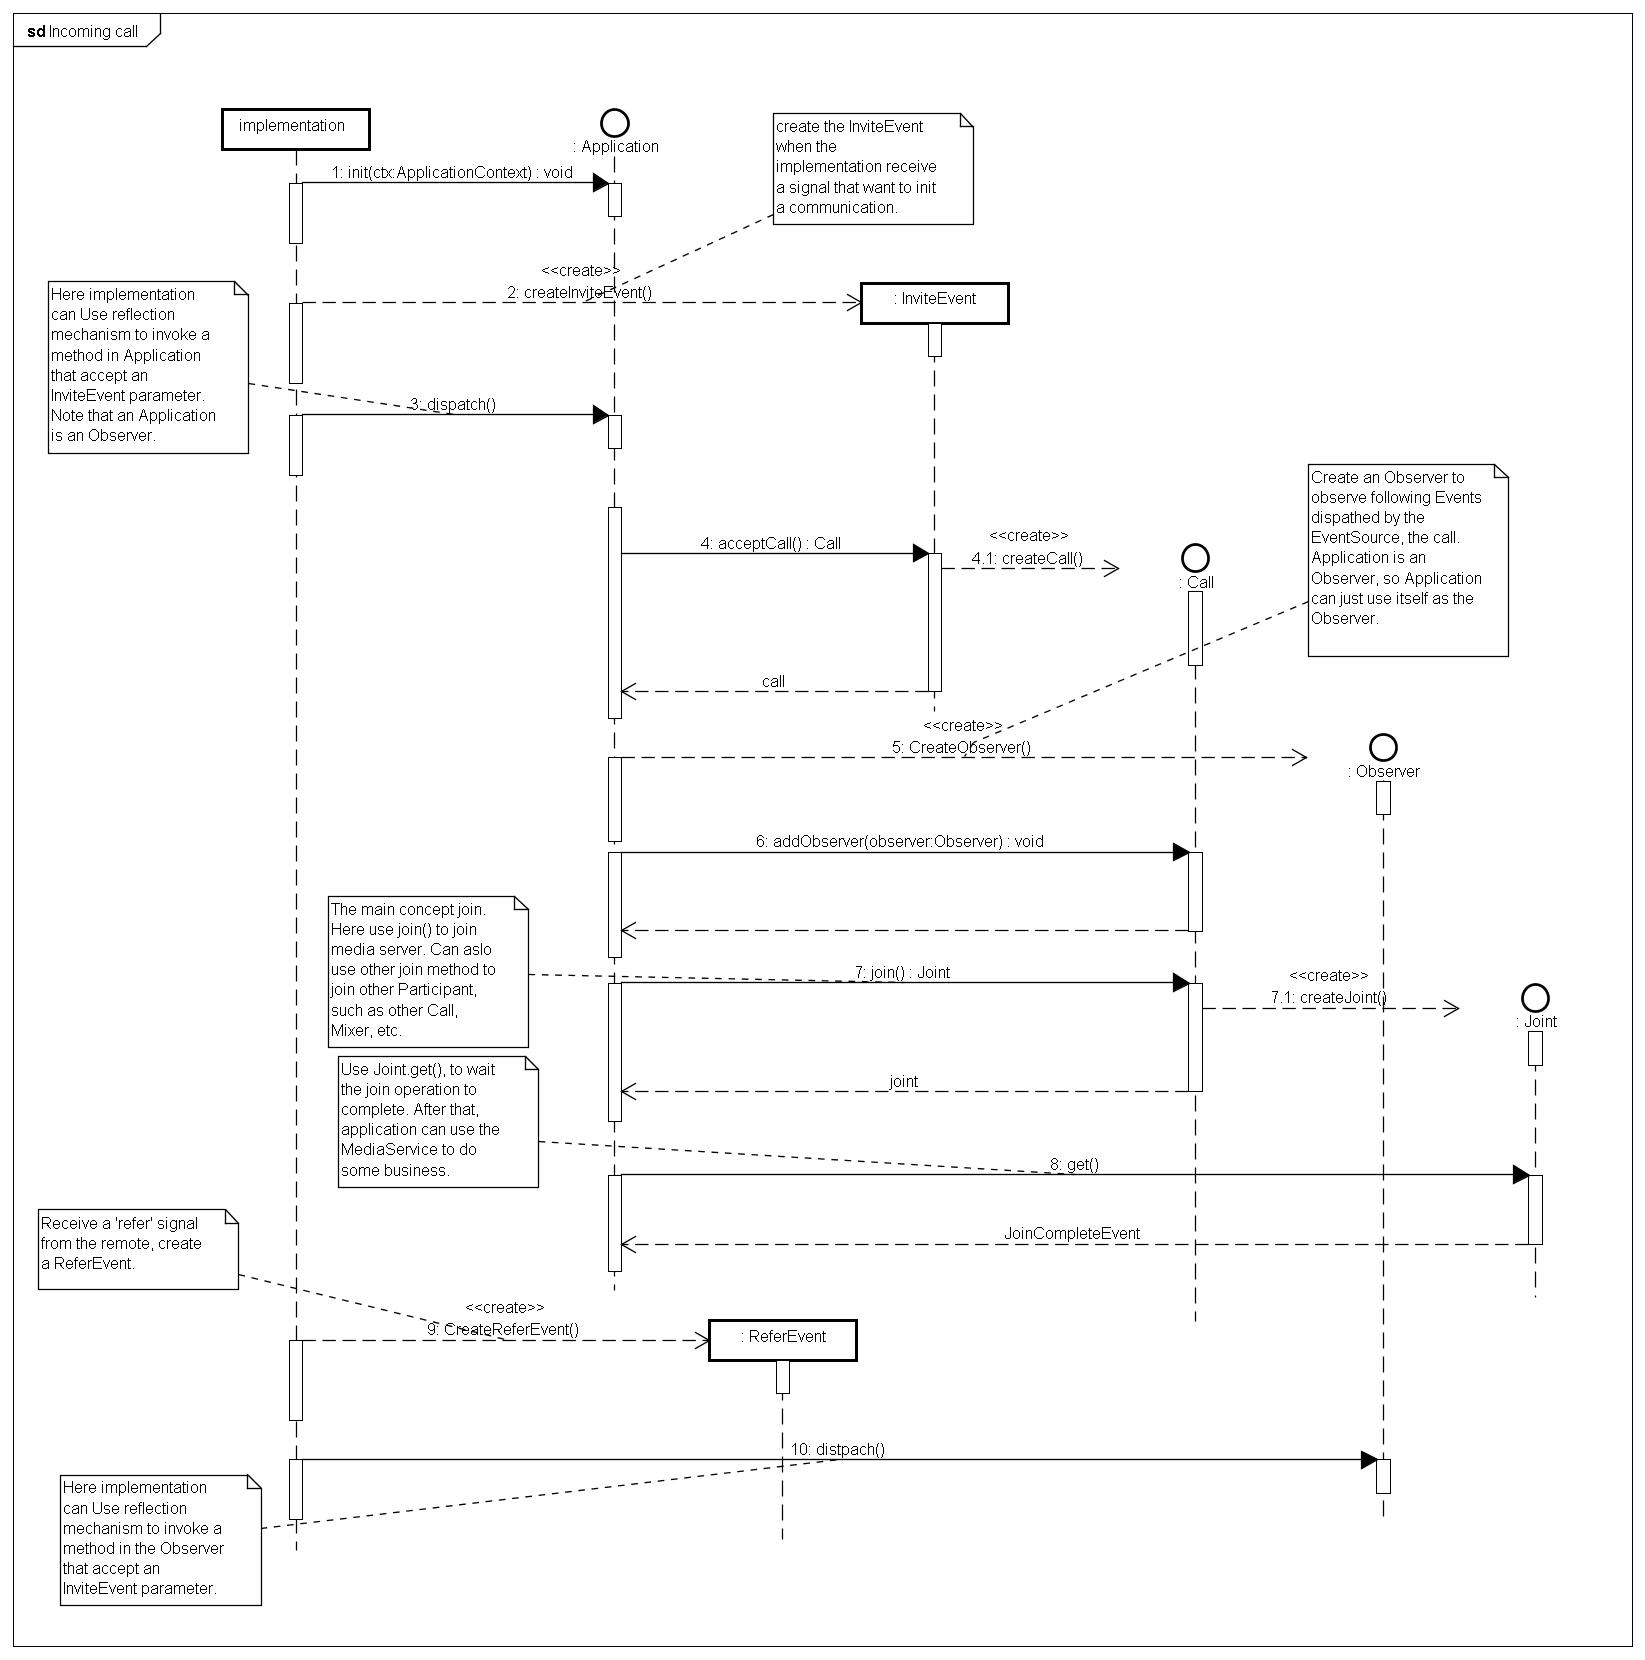 sd Incoming call
implementation
: Application
create the InviteEvent
when the
implementation receive
a signal that want to init
a communication.
1: init(ctx:ApplicationContext) : void
<<create>>
2: createInviteEvent()
: InviteEvent
Here implementation
can Use reflection
mechanism to invoke a
method in Application
that accept an
InviteEvent parameter.
Note that an Application
is an Observer.
3: dispatch()
Create an Observer to
observe following Events
dispathed by the
EventSource, the call.
Application is an
Observer, so Application
can just use itself as the
Observer.
4: acceptCall() : Call
<<create>>
4.1: createCall()
: Call
call
<<create>>
5: CreateObserver()
: Observer
6: addObserver(observer:Observer) : void
The main concept join.
Here use join() to join
media server. Can aslo
use other join method to
join other Participant,
such as other Call,
Mixer, etc.
7: join() : Joint
<<create>>
7.1: createJoint()
: Joint
Use Joint.get(), to wait
the join operation to
complete. After that,
application can use the
MediaService to do
some business.
joint
8: get()
JoinCompleteEvent
Receive a 'refer' signal
from the remote, create
a ReferEvent.
<<create>>
9: CreateReferEvent()
: ReferEvent
10: distpach()
Here implementation
can Use reflection
mechanism to invoke a
method in the Observer
that accept an
InviteEvent parameter.